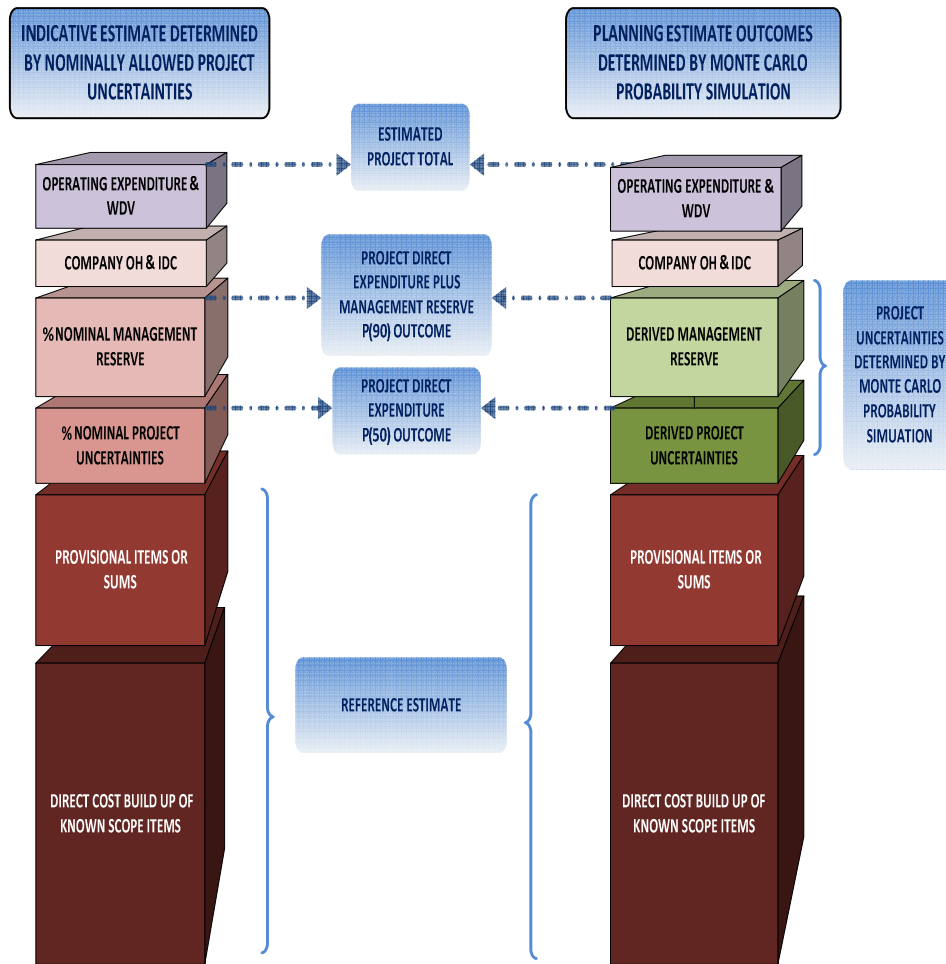 INDICATIVE ESTIMATE DETERMINED
BY NOMINALLY ALLOWED PROJECT
UNCERTAINTIES
PLANNING ESTIMATE OUTCOMES
DETERMINED BY MONTE CARLO
PROBABILITY SIMULATION
ESTIMATED
PROJECT TOTAL
OPERATING EXPENDITURE &
WDV
OPERATING EXPENDITURE &
WDV
COMPANY OH & IDC
PROJECT DIRECT
EXPENDITURE PLUS
MANAGEMENT RESERVE
P(90) OUTCOME
COMPANY OH & IDC
% NOMINAL MANAGEMENT
RESERVE
DERIVED MANAGEMENT
RESERVE
PROJECT
UNCERTAINTIES
DETERMINED BY
MONTE CARLO
PROBABILITY
SIMUATION
PROJECT DIRECT
EXPENDITURE
P(50) OUTCOME
% NOMINAL PROJECT
UNCERTAINTIES
DERIVED PROJECT
UNCERTAINTIES
PROVISIONAL ITEMS OR
SUMS
PROVISIONAL ITEMS OR
SUMS
REFERENCE ESTIMATE
DIRECT COST BUILD UP OF
KNOWN SCOPE ITEMS
DIRECT COST BUILD UP OF
KNOWN SCOPE ITEMS